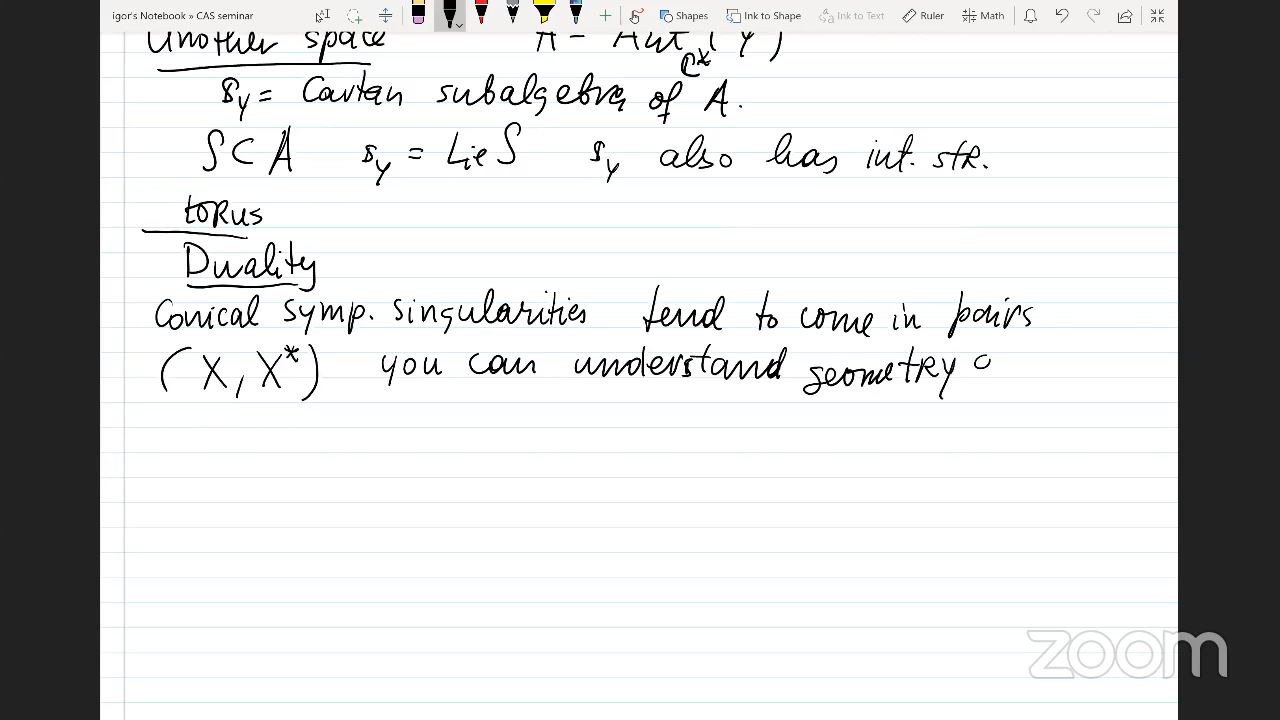 igor's Notebook » CAS seminar
Shapes Ink to Shape Ink to Text Ruler Math
Another space A = Aut_C* (Y)
𝔰_Y = Cartan subalgebra of A.
S ⊂ A 𝔰_Y = Lie S 𝔰_Y also has int. str.
torus
Duality
Conical symp. singularities tend to come in pairs
(X, X*) you can understand geometry o
zoom